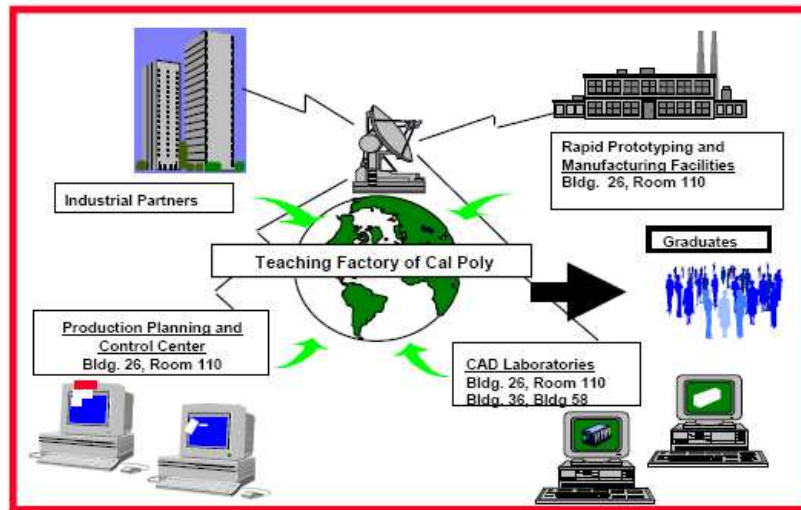 Industrial Partners
Rapid Prototyping and
Manufacturing Facilities
Bldg. 26, Room 110
Teaching Factory of Cal Poly
Graduates
Production Planning and
Control Center
Bldg. 26, Room 110
CAD Laboratories
Bldg. 26, Room 110
Bldg. 36, Bldg 58